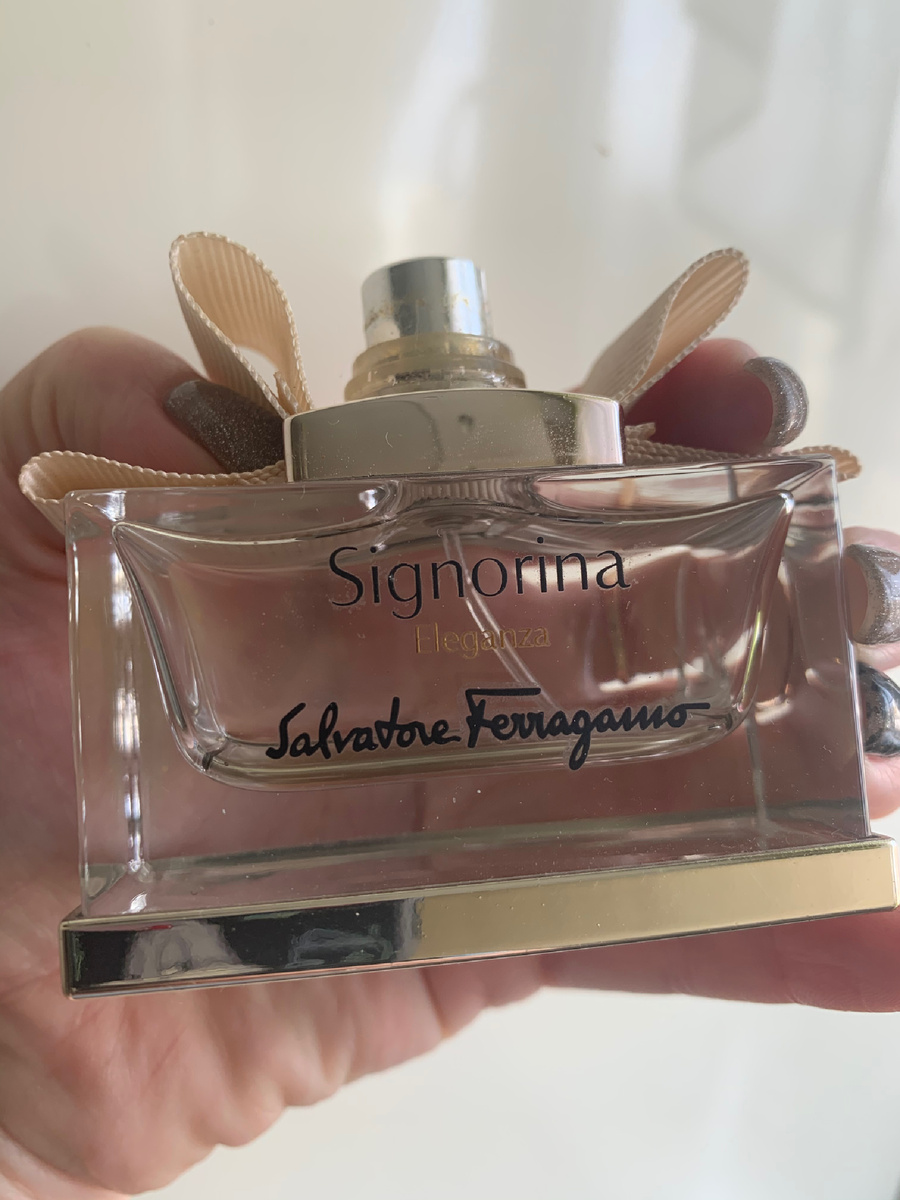 Signorina
Eleganza
Salvatore Ferragamo